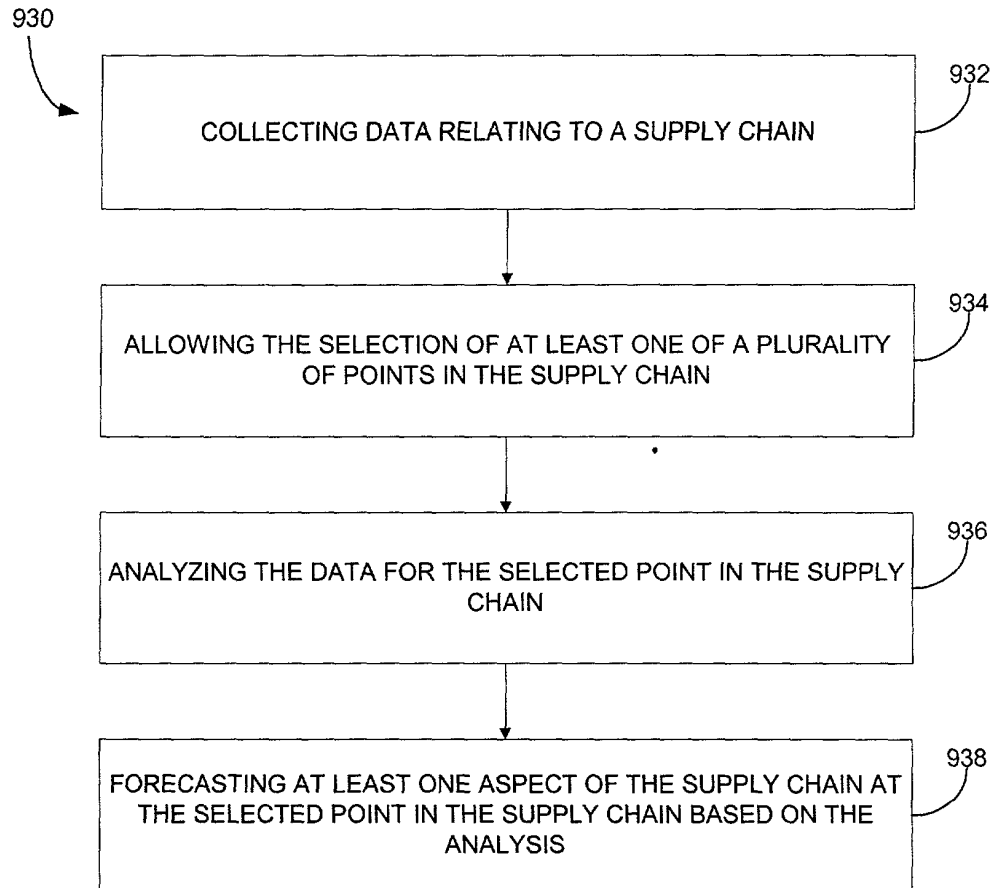 930
932
COLLECTING DATA RELATING TO A SUPPLY CHAIN
934
ALLOWING THE SELECTION OF AT LEAST ONE OF A PLURALITY
OF POINTS IN THE SUPPLY CHAIN
936
ANALYZING THE DATA FOR THE SELECTED POINT IN THE SUPPLY
CHAIN
938
FORECASTING AT LEAST ONE ASPECT OF THE SUPPLY CHAIN AT
THE SELECTED POINT IN THE SUPPLY CHAIN BASED ON THE
ANALYSIS